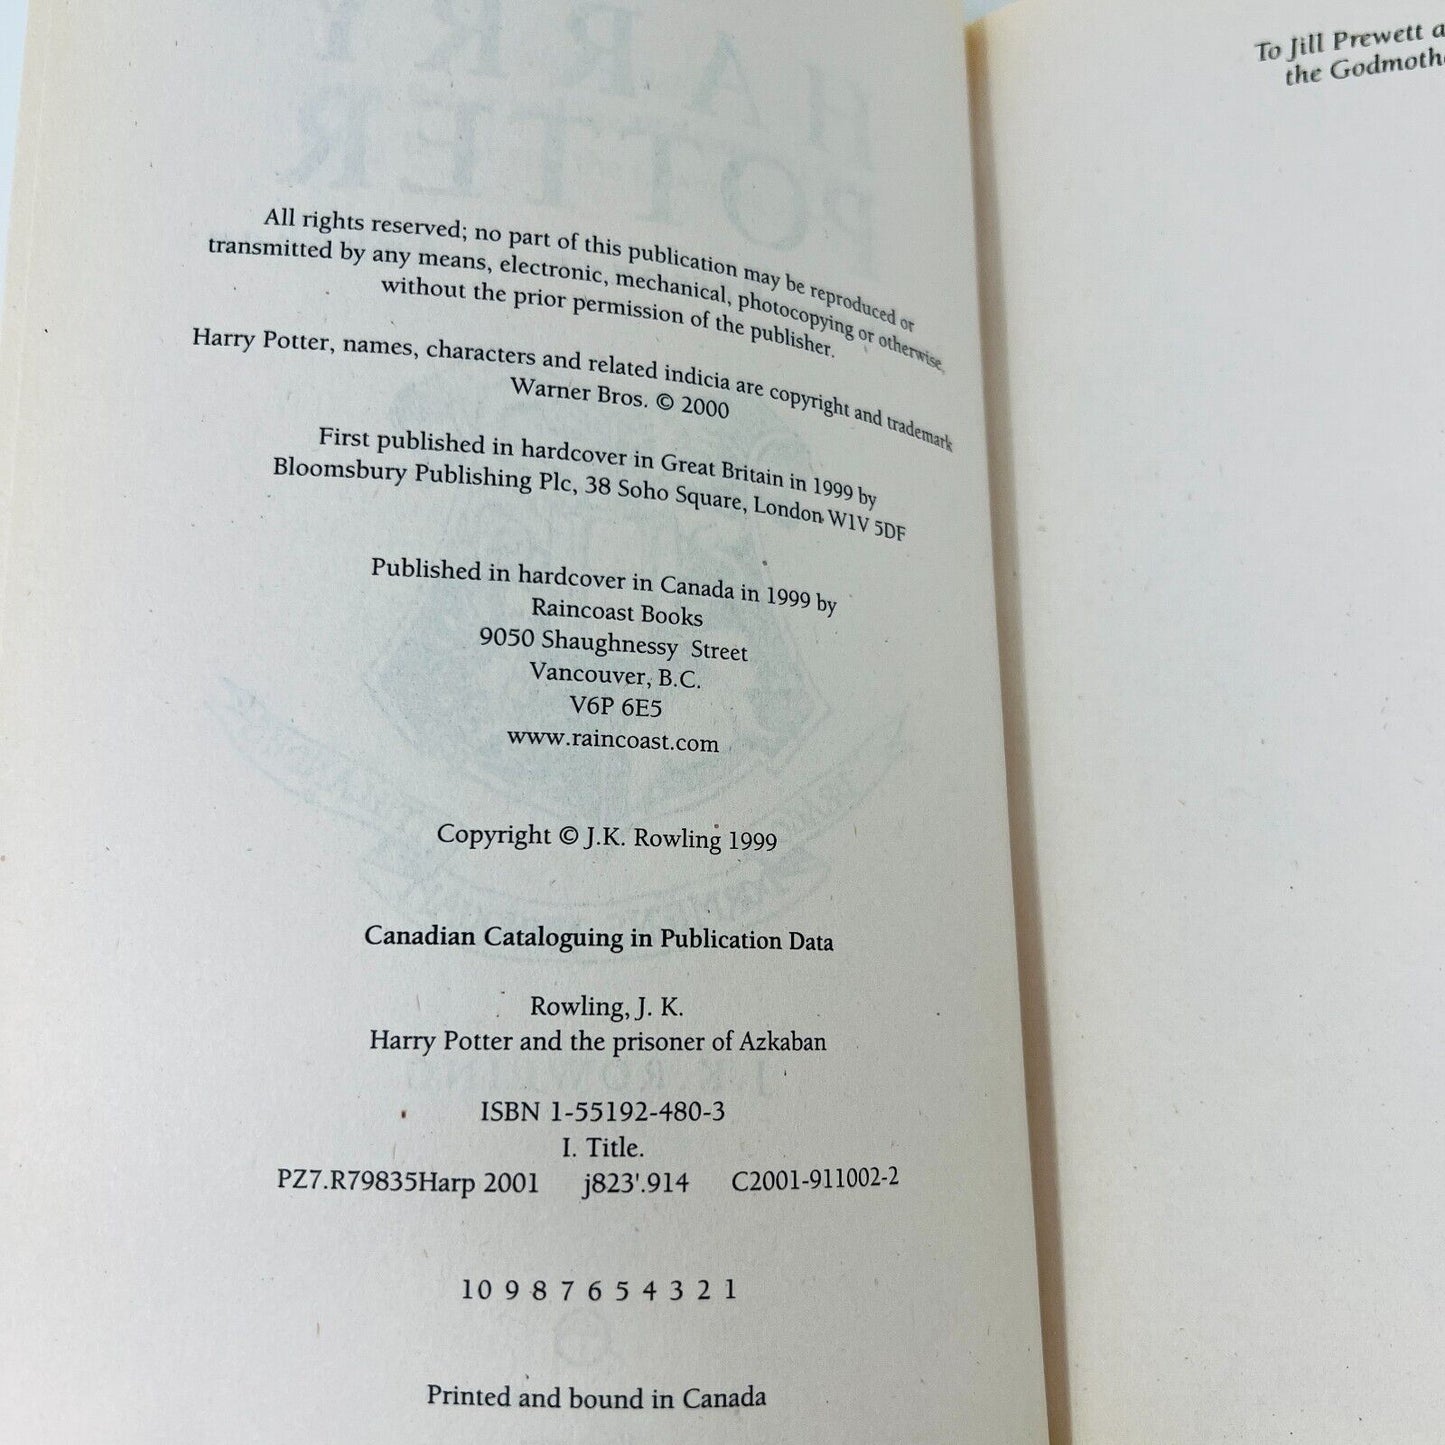 All rights reserved; no part of this publication may be reproduced or
transmitted by any means, electronic, mechanical, photocopying or otherwise,
without the prior permission of the publisher.
Harry Potter, names, characters and related indicia are copyright and trademark
Warner Bros. © 2000
First published in hardcover in Great Britain in 1999 by
Bloomsbury Publishing Plc, 38 Soho Square, London W1V 5DF
Published in hardcover in Canada in 1999 by
Raincoast Books
9050 Shaughnessy Street
Vancouver, B.C.
V6P 6E5
www.raincoast.com
Copyright © J.K. Rowling 1999
Canadian Cataloguing in Publication Data
Rowling, J. K.
Harry Potter and the prisoner of Azkaban
ISBN 1-55192-480-3
I. Title.
PZ7.R79835Harp 2001 j823'.914 C2001-911002-2
10 9 8 7 6 5 4 3 2 1
Printed and bound in Canada
To Jill Prewett
the